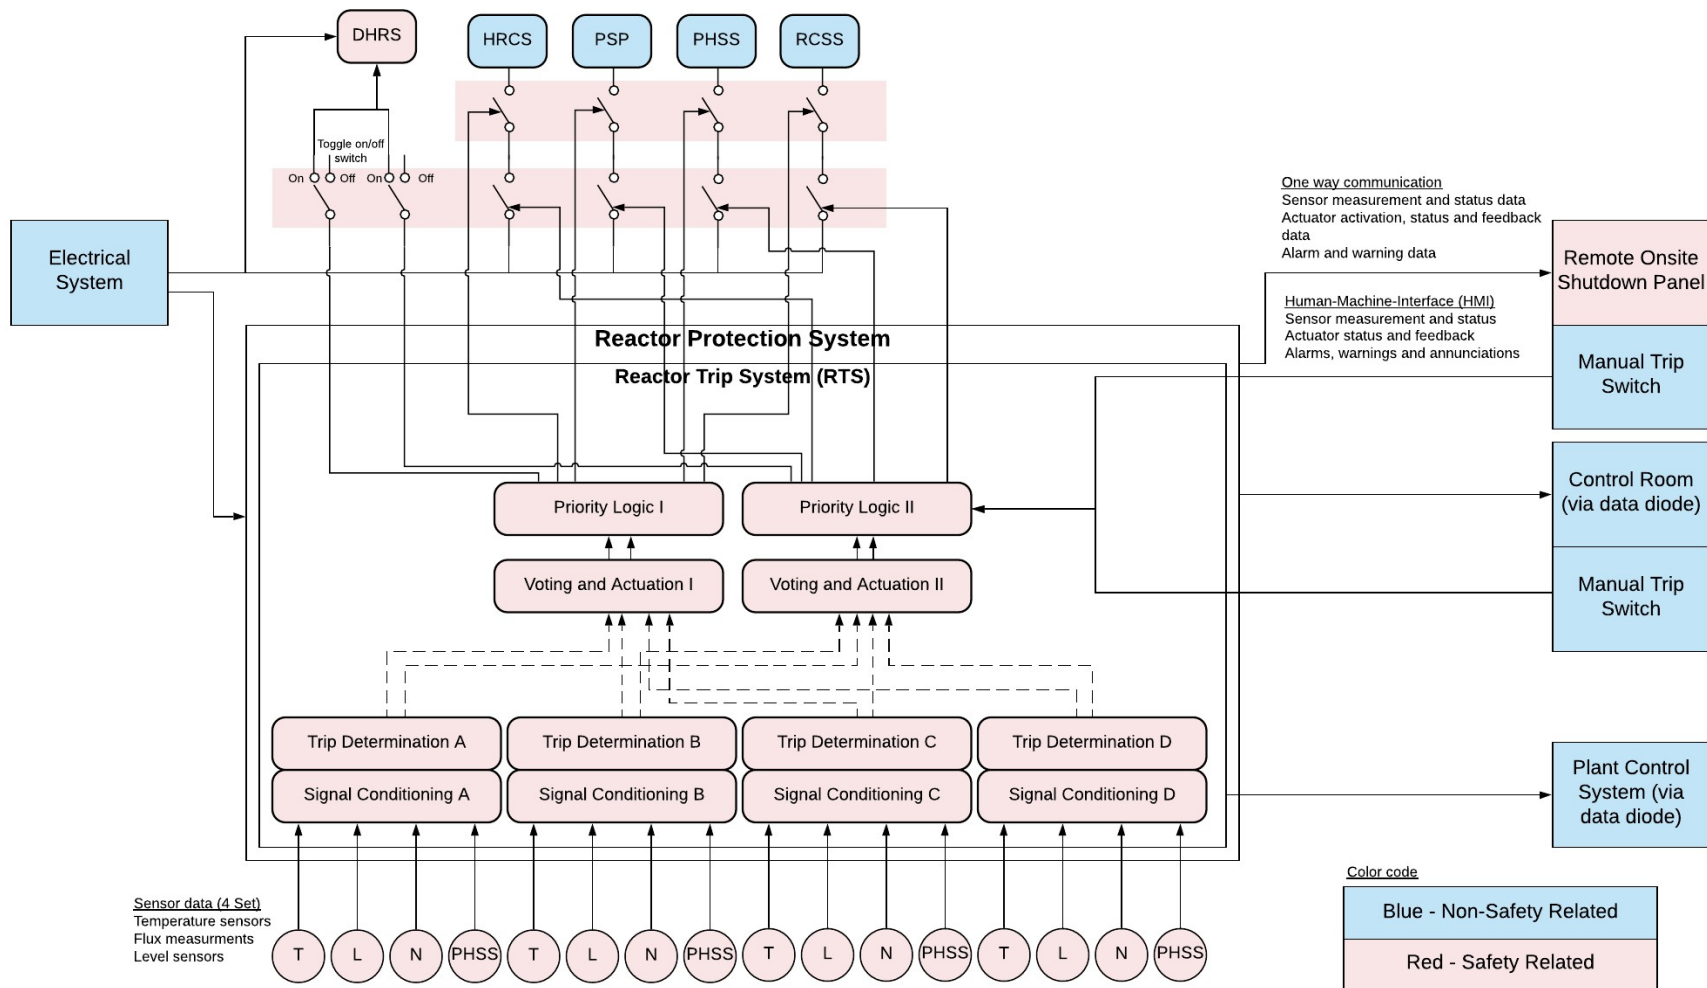 DHRS
HRCS
PSP
PHSS
RCSS
Toggle on/off
switch
On
Off
On
Off
One way communication
Sensor measurement and status data
Actuator activation, status and feedback
data
Alarm and warning data
Electrical
System
Remote Onsite
Shutdown Panel
Human-Machine-Interface (HMI)
Sensor measurement and status
Actuator status and feedback
Alarms, warnings and annunciations
Reactor Protection System
Reactor Trip System (RTS)
Manual Trip
Switch
Priority Logic I
Priority Logic II
Control Room
(via data diode)
Voting and Actuation I
Voting and Actuation II
Manual Trip
Switch
Trip Determination A
Trip Determination B
Trip Determination C
Trip Determination D
Signal Conditioning A
Signal Conditioning B
Signal Conditioning C
Signal Conditioning D
Plant Control
System (via
data diode)
Sensor data (4 Set)
Temperature sensors
Flux measurments
Level sensors
T
L
N
PHSS
T
L
N
PHSS
T
L
N
PHSS
T
L
N
PHSS
Color code
Blue - Non-Safety Related
Red - Safety Related